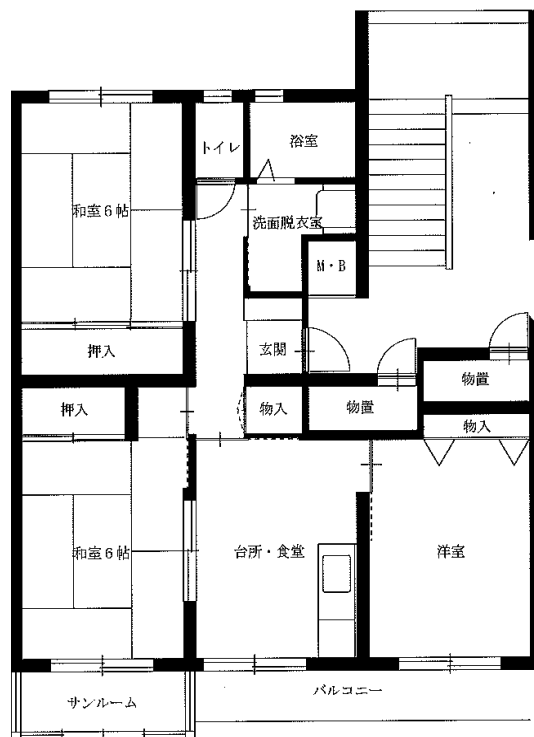 トイレ
浴室
和室6帖
洗面脱衣室
M・B
押入
玄関
物置
押入
物入
物置
物入
和室6帖
台所・食堂
洋室
サンルーム
バルコニー